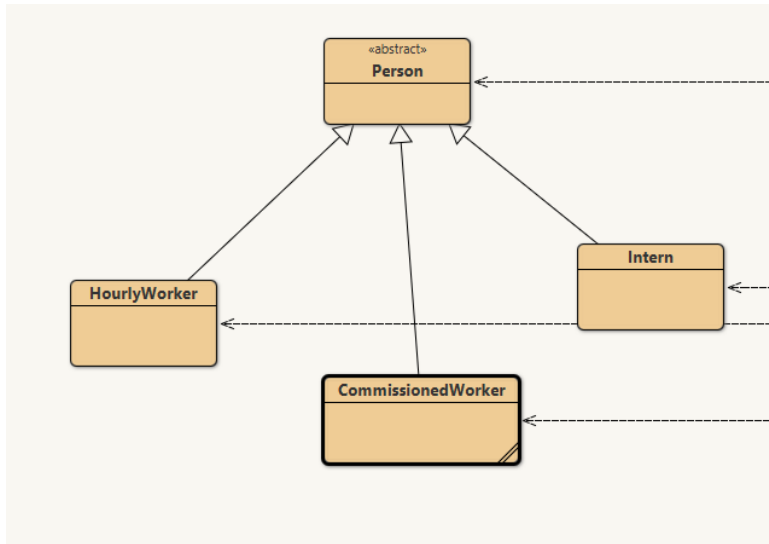 «abstract»
Person
Intern
HourlyWorker
CommissionedWorker